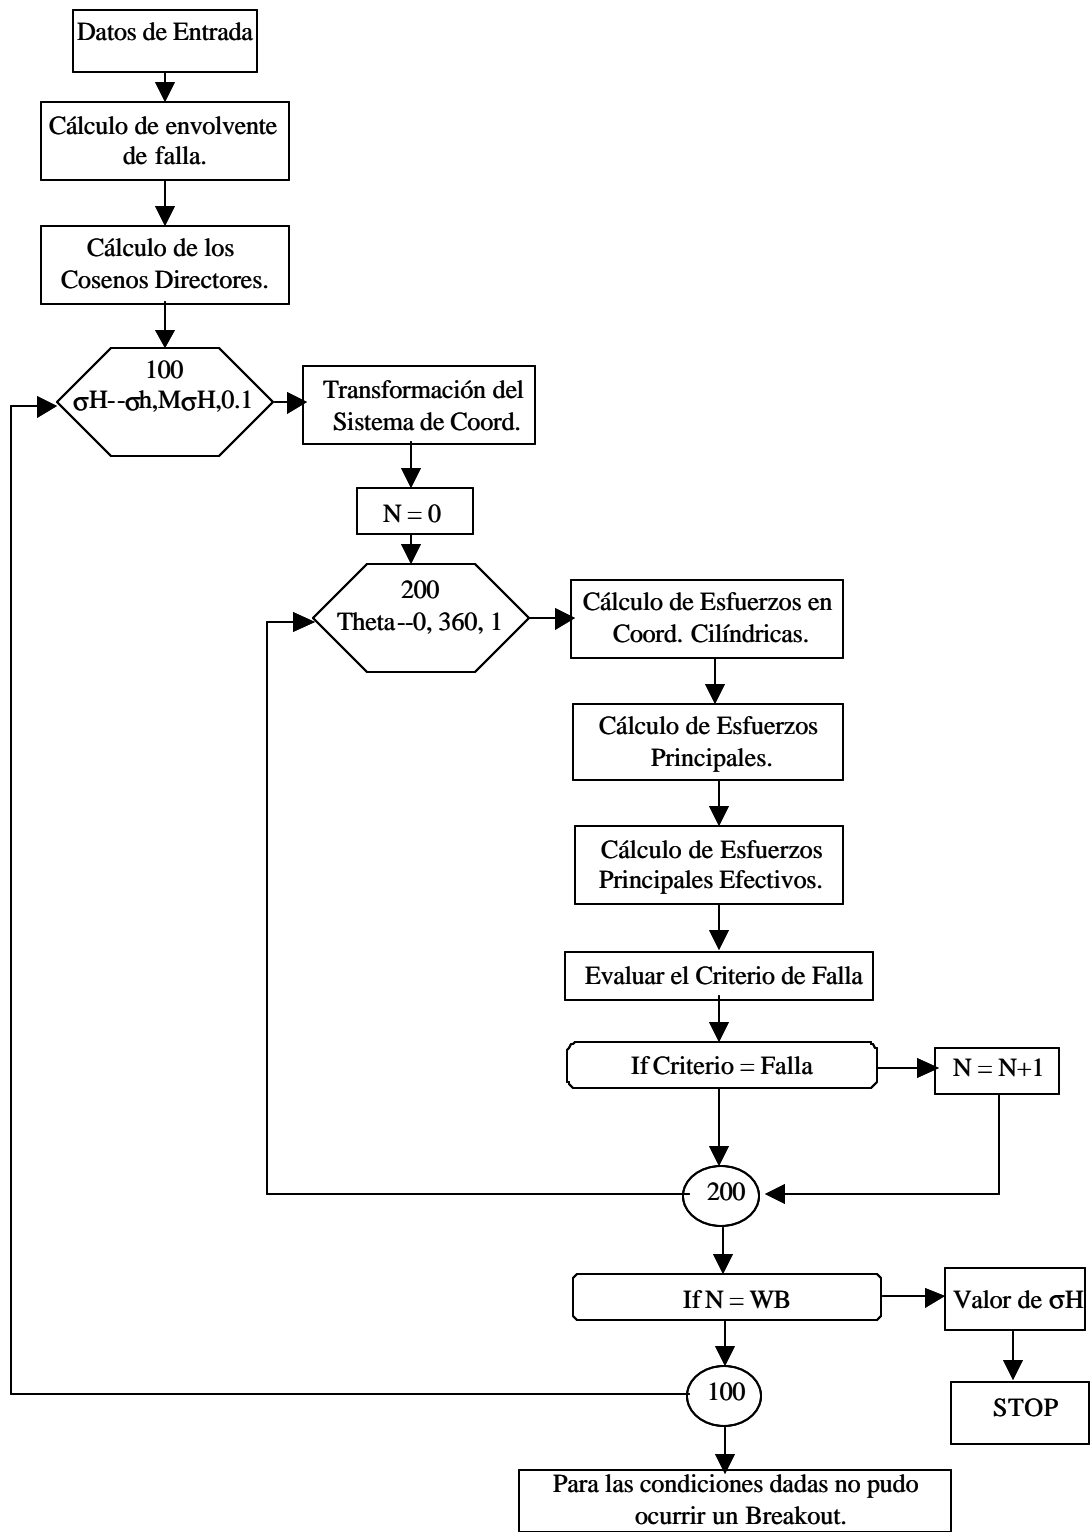 Datos de Entrada
Cálculo de envolvente
de falla.
Cálculo de los
Cosenos Directores.
100
σH--σh,MσH,0.1
Transformación del
Sistema de Coord.
N = 0
200
Theta--0, 360, 1
Cálculo de Esfuerzos en
Coord. Cilíndricas.
Cálculo de Esfuerzos
Principales.
Cálculo de Esfuerzos
Principales Efectivos.
Evaluar el Criterio de Falla
If Criterio = Falla
N = N+1
200
If N = WB
Valor de σH
100
STOP
Para las condiciones dadas no pudo
ocurrir un Breakout.